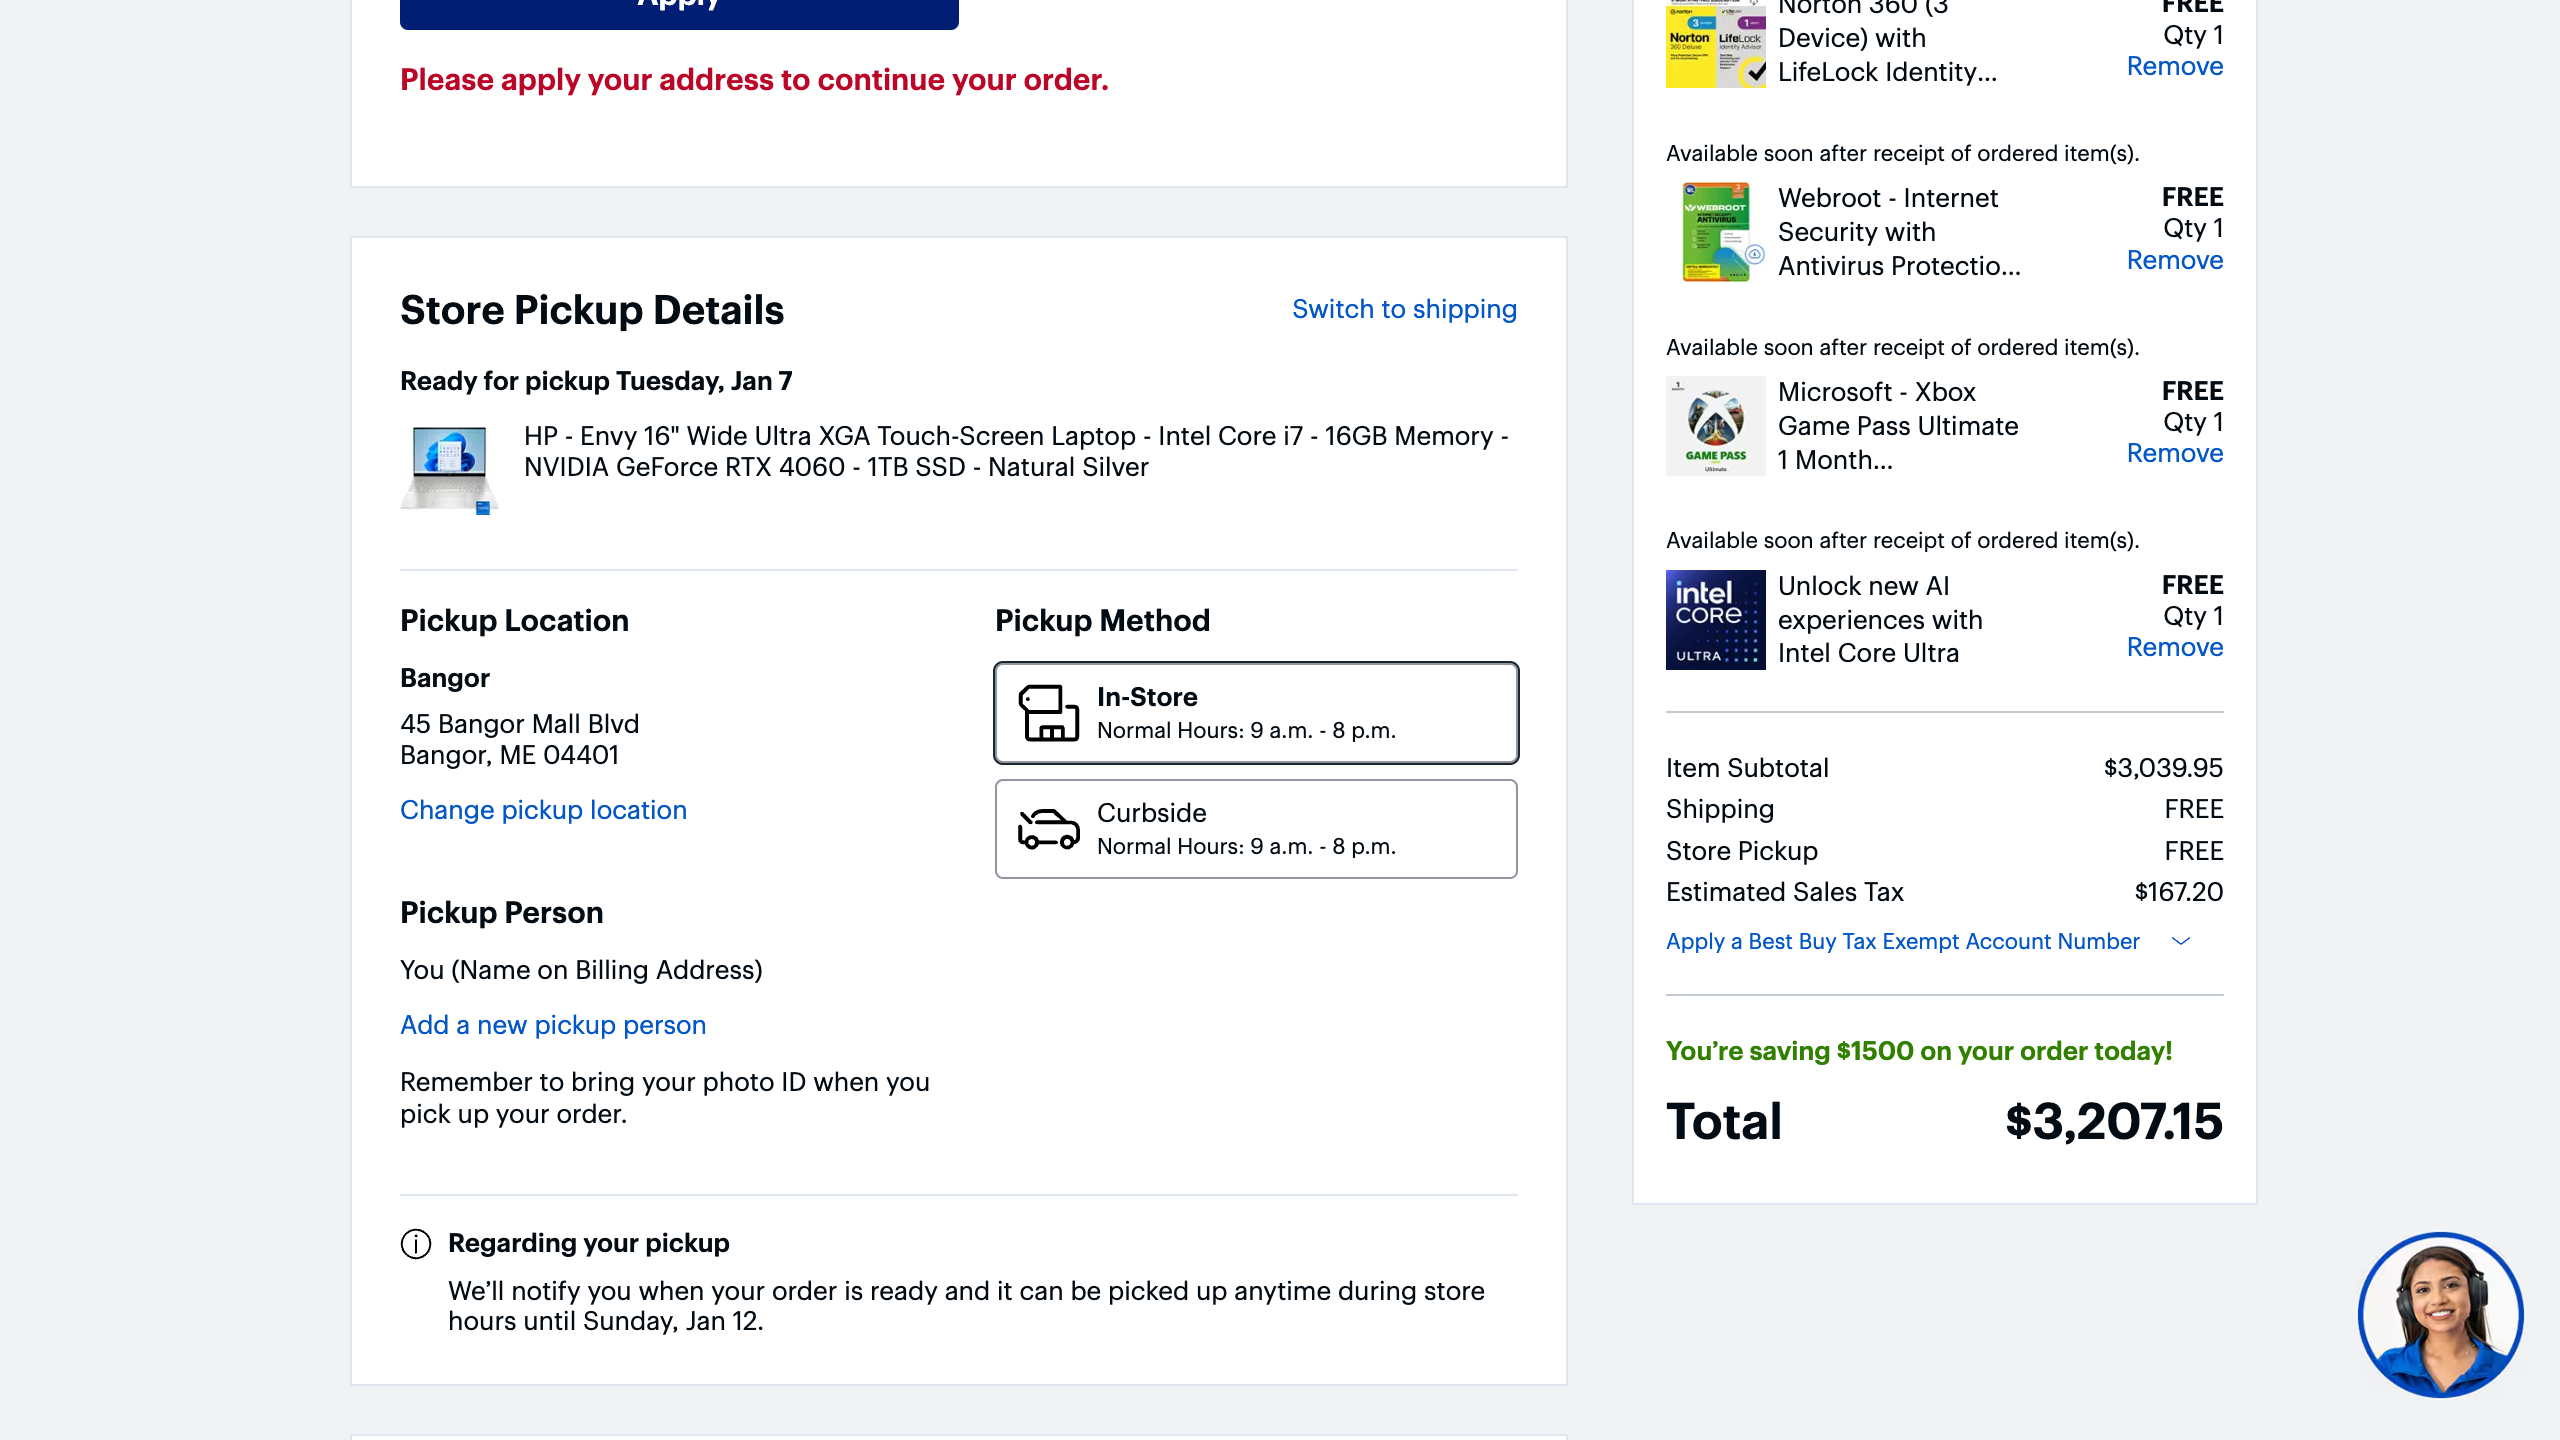 Apply
Please apply your address to continue your order.
Store Pickup Details
Switch to shipping
Ready for pickup Tuesday, Jan 7
HP - Envy 16" Wide Ultra XGA Touch-Screen Laptop - Intel Core i7 - 16GB Memory -
NVIDIA GeForce RTX 4060 - 1TB SSD - Natural Silver
Pickup Location
Bangor
45 Bangor Mall Blvd
Bangor, ME 04401
Change pickup location
Pickup Method
In-Store
Normal Hours: 9 a.m. - 8 p.m.
Curbside
Normal Hours: 9 a.m. - 8 p.m.
Pickup Person
You (Name on Billing Address)
Add a new pickup person
Remember to bring your photo ID when you
pick up your order.
Regarding your pickup
We’ll notify you when your order is ready and it can be picked up anytime during store
hours until Sunday, Jan 12.
Norton
LifeLock
Norton 360 (3
Device) with
LifeLock Identity...
FREE
Qty 1
Remove
Available soon after receipt of ordered item(s).
WEBROOT
ANTIVIRUS
Webroot - Internet
Security with
Antivirus Protectio...
FREE
Qty 1
Remove
Available soon after receipt of ordered item(s).
GAME PASS
Ultimate
Microsoft - Xbox
Game Pass Ultimate
1 Month...
FREE
Qty 1
Remove
Available soon after receipt of ordered item(s).
intel
CORE
ULTRA
Unlock new AI
experiences with
Intel Core Ultra
FREE
Qty 1
Remove
Item Subtotal $3,039.95
Shipping FREE
Store Pickup FREE
Estimated Sales Tax $167.20
Apply a Best Buy Tax Exempt Account Number
You’re saving $1500 on your order today!
Total $3,207.15